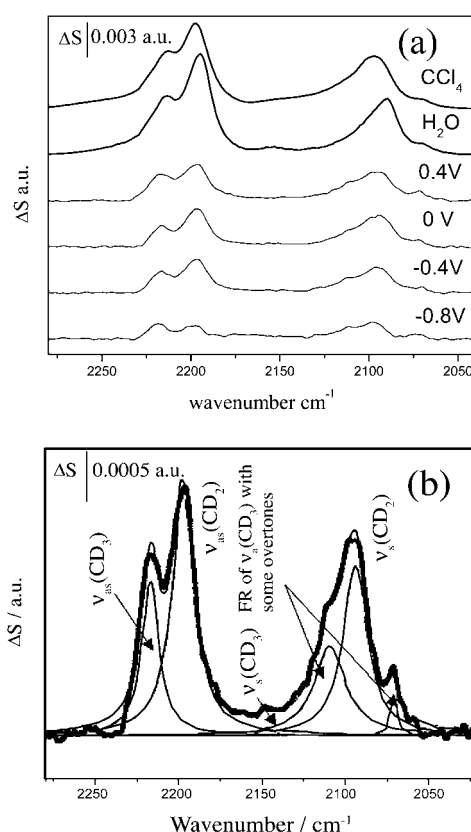 ΔS 0.003 a.u.
(a)
CCl4
H2O
0.4V
0 V
-0.4V
-0.8V
ΔS a.u.
2250 2200 2150 2100 2050
wavenumber cm-1
ΔS 0.0005 a.u.
(b)
νas(CD3)
νas(CD2)
νs(CD3)
FR of νa(CD3) with
some overtones
νs(CD2)
ΔS / a.u.
2250 2200 2150 2100 2050
Wavenumber / cm-1